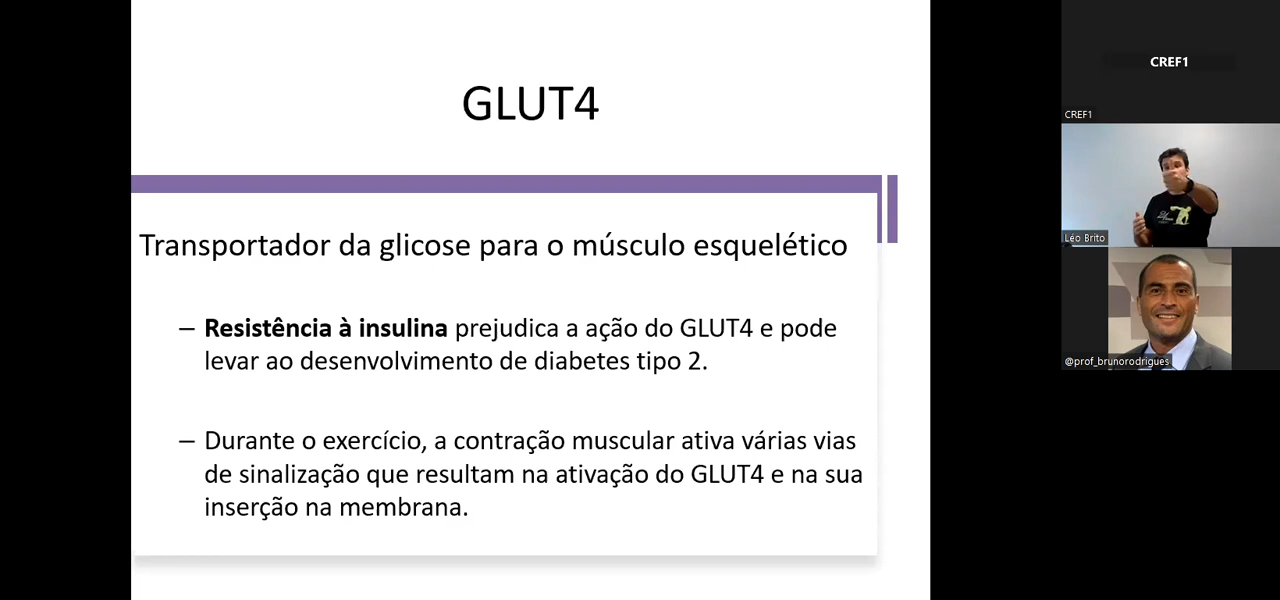 GLUT4
Transportador da glicose para o músculo esquelético
– Resistência à insulina prejudica a ação do GLUT4 e pode
levar ao desenvolvimento de diabetes tipo 2.
– Durante o exercício, a contração muscular ativa várias vias
de sinalização que resultam na ativação do GLUT4 e na sua
inserção na membrana.
CREF1
CREF1
Léo Brito
@prof_brunorodrigues